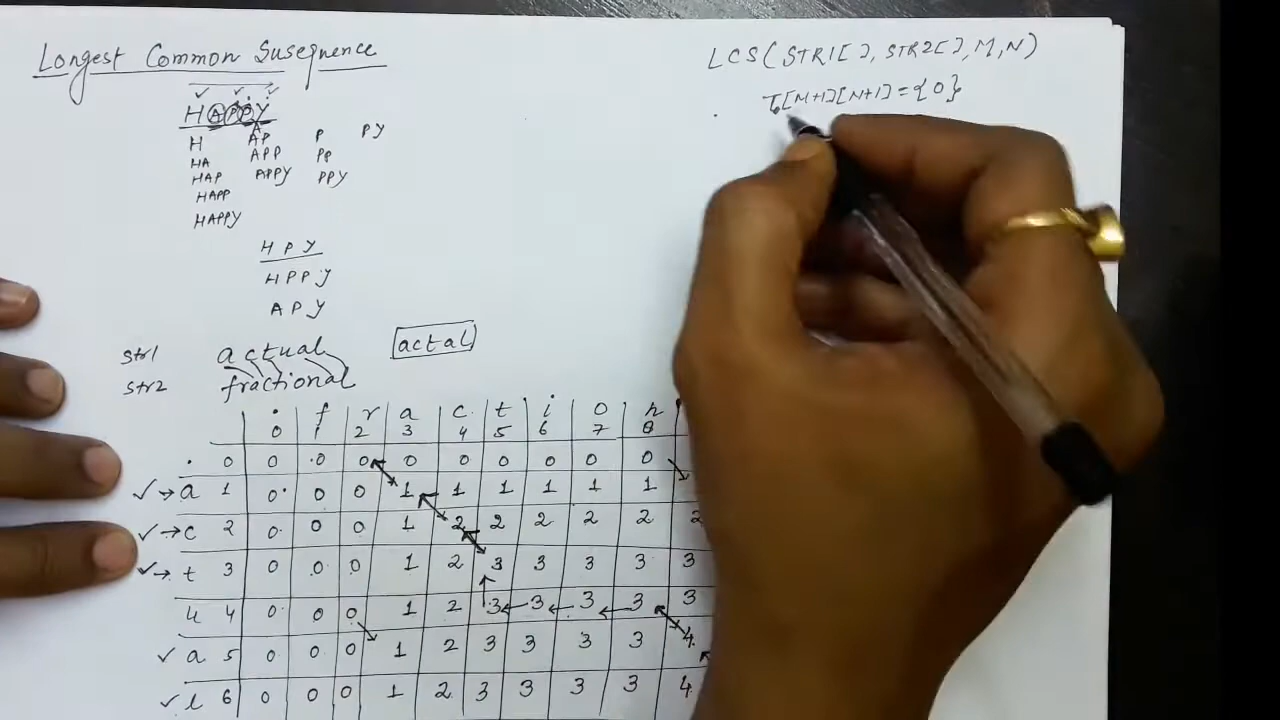 Longest Common Susequence
HAPPY
H AP P PY
HA APP PP
HAP APPY PPY
HAPP
HAPPY
H P Y
H P P Y
A P Y
str1 actual actal
str2 fractional
. f r a c t i o n
0 1 2 3 4 5 6 7 8
. 0 0 0 0 0 0 0 0 0 0
a 1 0 0 0 1 1 1 1 1 1
c 2 0 0 0 1 2 2 2 2 2 2
t 3 0 0 0 1 2 3 3 3 3 3
u 4 0 0 0 1 2 3 3 3 3 3
a 5 0 0 0 1 2 3 3 3 3 4
l 6 0 0 0 1 2 3 3 3 3 4
LCS(STR1[], STR2[], M, N)
[M+1][N+1] = {0}